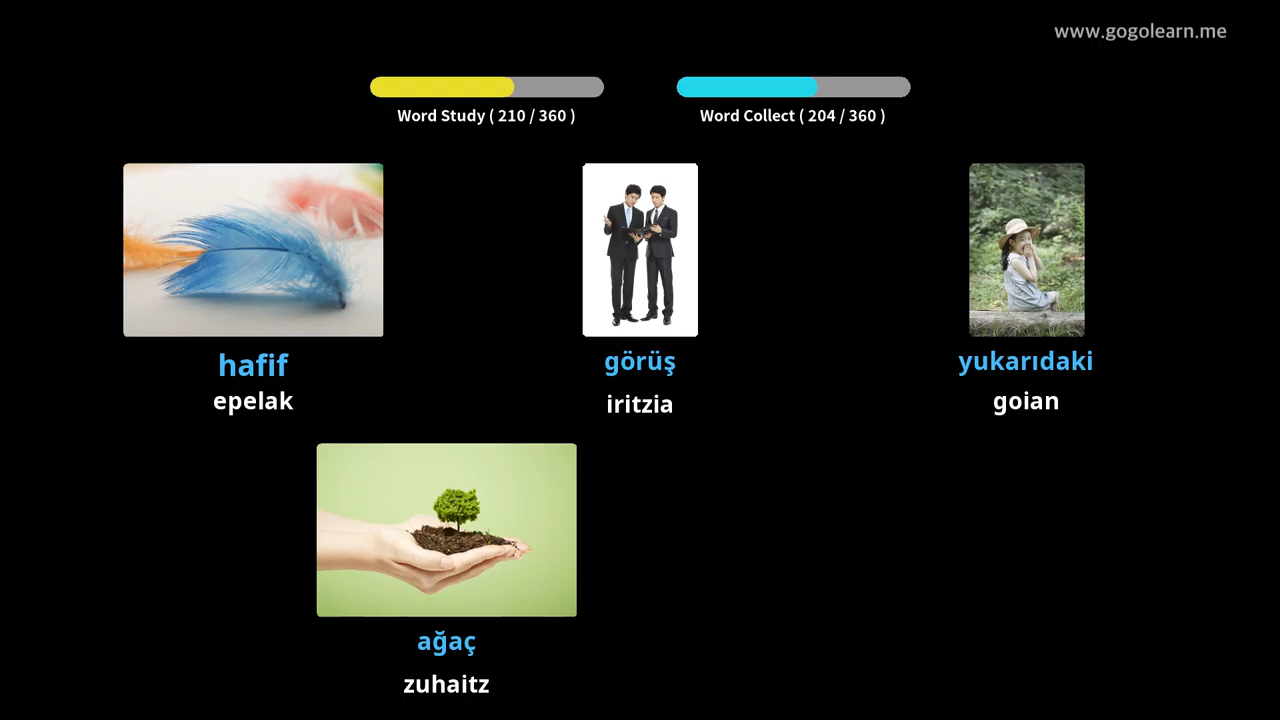 www.gogolearn.me
Word Study ( 210 / 360 )
Word Collect ( 204 / 360 )
hafif
epelak
görüş
iritzia
yukarıdaki
goian
ağaç
zuhaitz